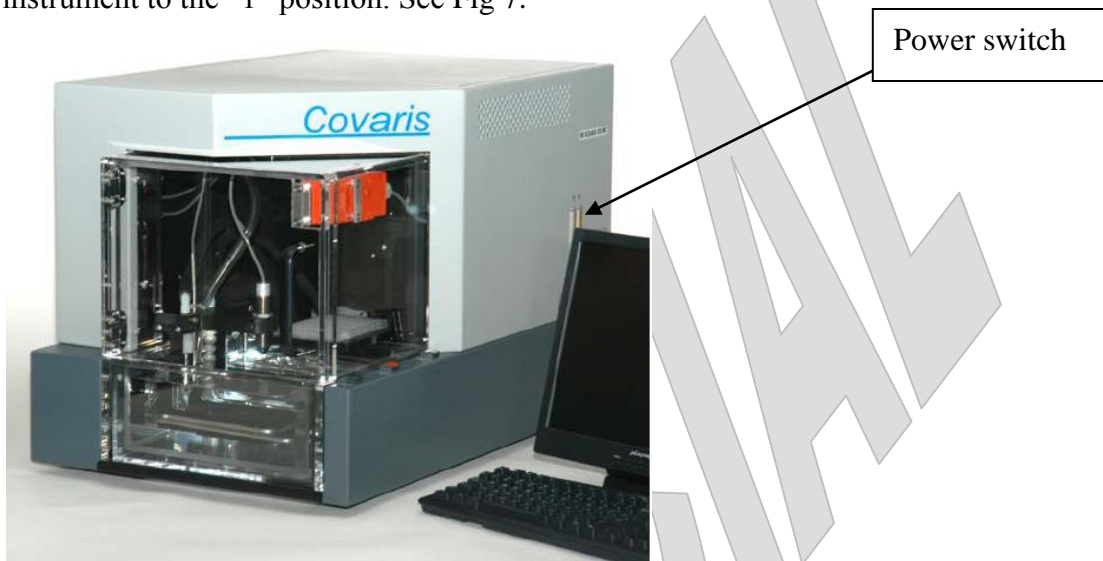 instrument to the position. See Fig 7.
Power switch
Covaris